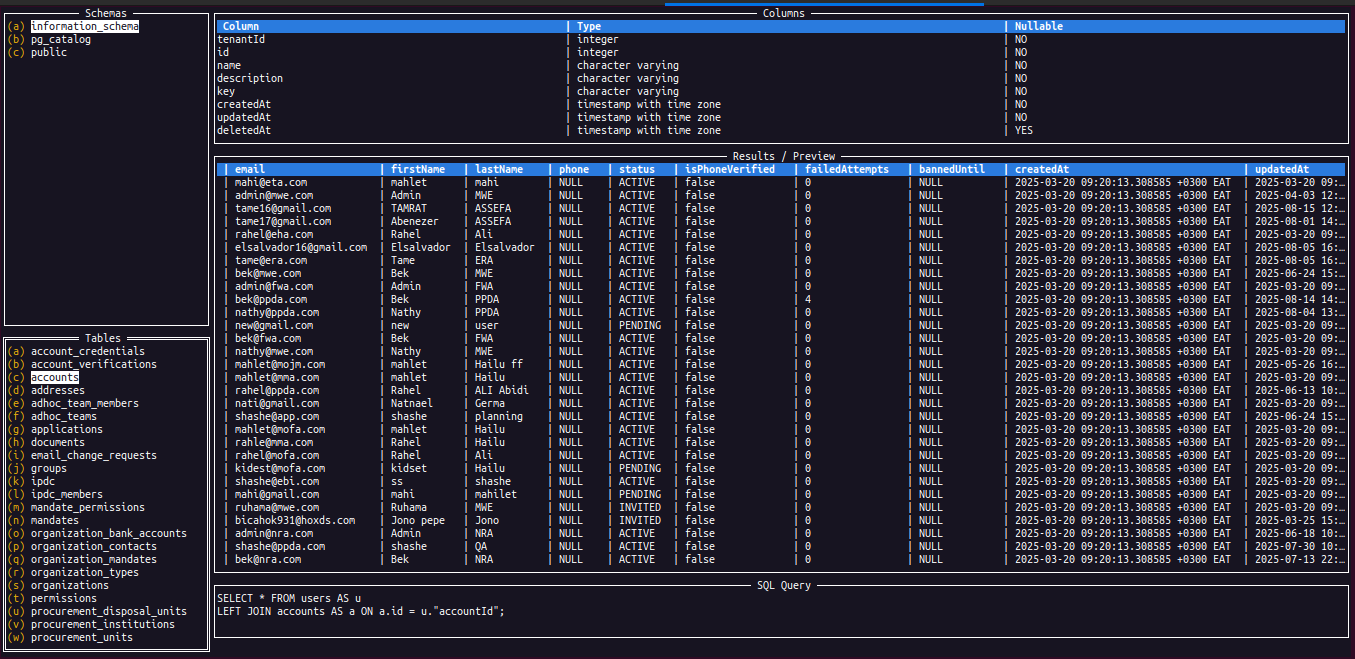 Schemas
(a) information_schema
(b) pg_catalog
(c) public
Tables
(a) account_credentials
(b) account_verifications
(c) accounts
(d) addresses
(e) adhoc_team_members
(f) adhoc_teams
(g) applications
(h) documents
(i) email_change_requests
(j) groups
(k) ipdc
(l) ipdc_members
(m) mandate_permissions
(n) mandates
(o) organization_bank_accounts
(p) organization_contacts
(q) organization_mandates
(r) organization_types
(s) organizations
(t) permissions
(u) procurement_disposal_units
(v) procurement_institutions
(w) procurement_units
Columns
Column | Type | Nullable
tenantId | integer | NO
id | integer | NO
name | character varying | NO
description | character varying | NO
key | character varying | NO
createdAt | timestamp with time zone | NO
updatedAt | timestamp with time zone | NO
deletedAt | timestamp with time zone | YES
Results / Preview
| email | firstName | lastName | phone | status | isPhoneVerified | failedAttempts | bannedUntil | createdAt | updatedAt
| mahi@eta.com | mahlet | mahi | NULL | ACTIVE | false | 0 | NULL | 2025-03-20 09:20:13.308585 +0300 EAT | 2025-03-20 09:…
| admin@mwe.com | Admin | MWE | NULL | ACTIVE | false | 0 | NULL | 2025-03-20 09:20:13.308585 +0300 EAT | 2025-04-03 12:…
| tame16@gmail.com | TAMRAT | ASSEFA | NULL | ACTIVE | false | 0 | NULL | 2025-03-20 09:20:13.308585 +0300 EAT | 2025-08-15 12:…
| tame17@gmail.com | Abenezer | ASSEFA | NULL | ACTIVE | false | 0 | NULL | 2025-03-20 09:20:13.308585 +0300 EAT | 2025-08-01 14:…
| rahel@eha.com | Rahel | Ali | NULL | ACTIVE | false | 0 | NULL | 2025-03-20 09:20:13.308585 +0300 EAT | 2025-03-20 09:…
| elsalvador16@gmail.com | Elsalvador | Elsalvador | NULL | ACTIVE | false | 0 | NULL | 2025-03-20 09:20:13.308585 +0300 EAT | 2025-08-05 16:…
| tame@era.com | Tame | ERA | NULL | ACTIVE | false | 0 | NULL | 2025-03-20 09:20:13.308585 +0300 EAT | 2025-08-05 16:…
| bek@mwe.com | Bek | MWE | NULL | ACTIVE | false | 0 | NULL | 2025-03-20 09:20:13.308585 +0300 EAT | 2025-06-24 15:…
| admin@fwa.com | Admin | FWA | NULL | ACTIVE | false | 0 | NULL | 2025-03-20 09:20:13.308585 +0300 EAT | 2025-03-20 09:…
| bek@ppda.com | Bek | PPDA | NULL | ACTIVE | false | 4 | NULL | 2025-03-20 09:20:13.308585 +0300 EAT | 2025-08-14 14:…
| nathy@ppda.com | Nathy | PPDA | NULL | ACTIVE | false | 0 | NULL | 2025-03-20 09:20:13.308585 +0300 EAT | 2025-08-04 13:…
| new@gmail.com | new | user | NULL | PENDING | false | 0 | NULL | 2025-03-20 09:20:13.308585 +0300 EAT | 2025-03-20 09:…
| bek@fwa.com | Bek | FWA | NULL | ACTIVE | false | 0 | NULL | 2025-03-20 09:20:13.308585 +0300 EAT | 2025-03-20 09:…
| nathy@mwe.com | Nathy | MWE | NULL | ACTIVE | false | 0 | NULL | 2025-03-20 09:20:13.308585 +0300 EAT | 2025-03-20 09:…
| mahlet@mojm.com | mahlet | Hailu ff | NULL | ACTIVE | false | 0 | NULL | 2025-03-20 09:20:13.308585 +0300 EAT | 2025-05-26 16:…
| mahlet@mma.com | mahlet | Hailu | NULL | ACTIVE | false | 0 | NULL | 2025-03-20 09:20:13.308585 +0300 EAT | 2025-03-20 09:…
| rahel@ppda.com | Rahel | ALI Abidi | NULL | ACTIVE | false | 0 | NULL | 2025-03-20 09:20:13.308585 +0300 EAT | 2025-06-13 10:…
| nati@gmail.com | Natnael | Germa | NULL | ACTIVE | false | 0 | NULL | 2025-03-20 09:20:13.308585 +0300 EAT | 2025-03-20 09:…
| shashe@app.com | shashe | planning | NULL | ACTIVE | false | 0 | NULL | 2025-03-20 09:20:13.308585 +0300 EAT | 2025-06-24 15:…
| mahlet@mofa.com | mahlet | Hailu | NULL | ACTIVE | false | 0 | NULL | 2025-03-20 09:20:13.308585 +0300 EAT | 2025-03-20 09:…
| rahle@mma.com | Rahel | Hailu | NULL | ACTIVE | false | 0 | NULL | 2025-03-20 09:20:13.308585 +0300 EAT | 2025-03-20 09:…
| rahel@mofa.com | Rahel | Ali | NULL | ACTIVE | false | 0 | NULL | 2025-03-20 09:20:13.308585 +0300 EAT | 2025-03-20 09:…
| kidest@mofa.com | kidset | Hailu | NULL | PENDING | false | 0 | NULL | 2025-03-20 09:20:13.308585 +0300 EAT | 2025-03-20 09:…
| shashe@ebi.com | ss | shashe | NULL | ACTIVE | false | 0 | NULL | 2025-03-20 09:20:13.308585 +0300 EAT | 2025-03-20 09:…
| mahi@gmail.com | mahi | mahilet | NULL | PENDING | false | 0 | NULL | 2025-03-20 09:20:13.308585 +0300 EAT | 2025-03-20 09:…
| ruhama@mwe.com | Ruhama | MWE | NULL | INVITED | false | 0 | NULL | 2025-03-20 09:20:13.308585 +0300 EAT | 2025-03-20 09:…
| bicahok931@hoxds.com | Jono pepe | Jono | NULL | INVITED | false | 0 | NULL | 2025-03-20 09:20:13.308585 +0300 EAT | 2025-03-25 15:…
| admin@nra.com | Admin | NRA | NULL | ACTIVE | false | 0 | NULL | 2025-03-20 09:20:13.308585 +0300 EAT | 2025-06-18 10:…
| shashe@ppda.com | shashe | QA | NULL | ACTIVE | false | 0 | NULL | 2025-03-20 09:20:13.308585 +0300 EAT | 2025-07-30 10:…
| bek@nra.com | Bek | NRA | NULL | ACTIVE | false | 0 | NULL | 2025-03-20 09:20:13.308585 +0300 EAT | 2025-07-13 22:…
SQL Query
SELECT * FROM users AS u
LEFT JOIN accounts AS a ON a.id = u."accountId";